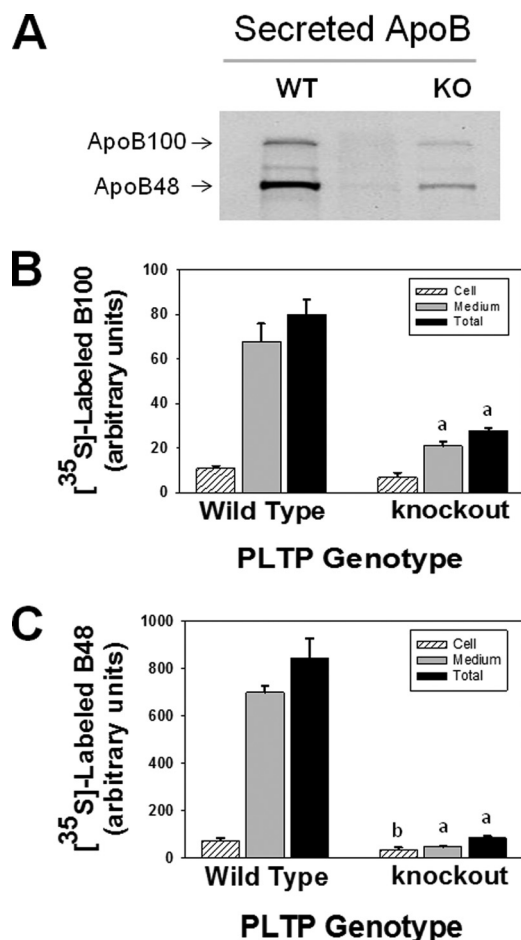 A
Secreted ApoB
WT KO
ApoB100→
ApoB48 →
B
[³⁵S]-Labeled B100
(arbitrary units)
100
80
60
40
20
0
Cell
Medium
Total
a a
Wild Type knockout
PLTP Genotype
C
[³⁵S]-Labeled B48
(arbitrary units)
1000
800
600
400
200
0
Cell
Medium
Total
b a a
Wild Type knockout
PLTP Genotype